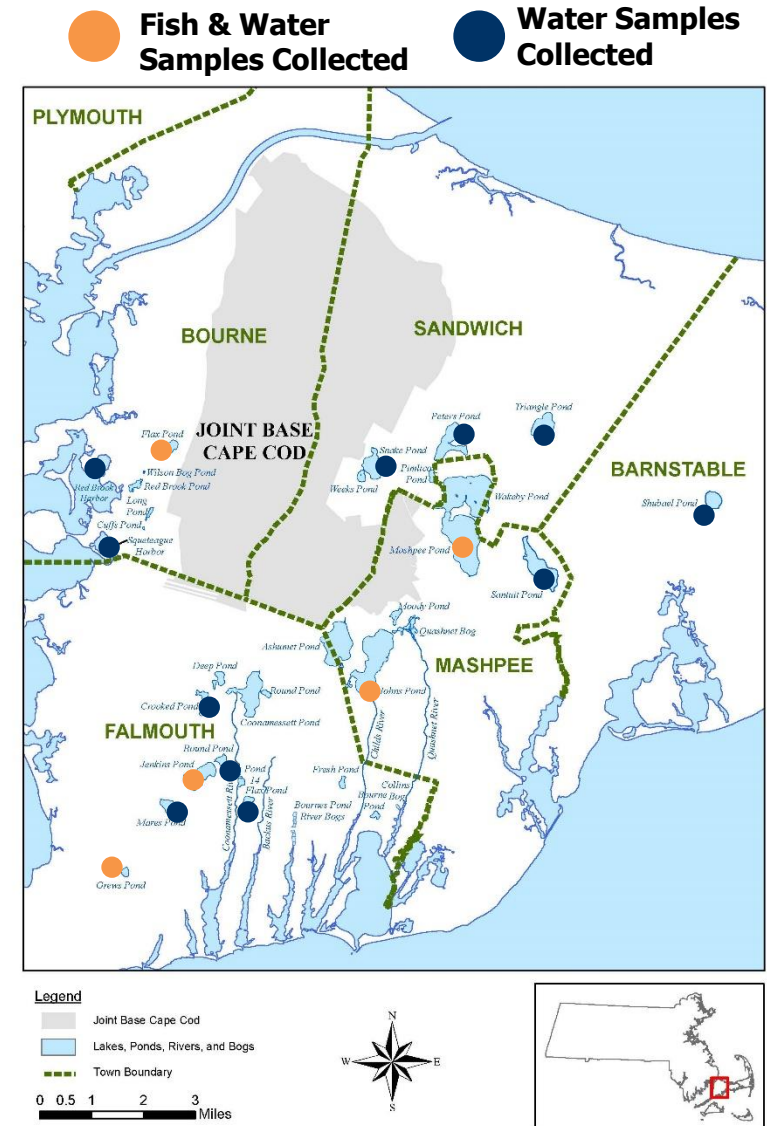 Fish & Water
Samples Collected
Water Samples
Collected
PLYMOUTH
BOURNE
SANDWICH
JOINT BASE
CAPE COD
BARNSTABLE
Flax Pond
Wilson Bog Pond
Red Brook Pond
Red Brook
Harbor
Long
Pond
Cuffs Pond
Squeteague
Harbor
Peters Pond
Triangle Pond
Snake Pond
Pimlico
Pond
Weeks Pond
Wakeby Pond
Shubael Pond
Mashpee Pond
Santuit Pond
Moody Pond
Quashnet Bog
Ashumet Pond
MASHPEE
Johns Pond
Deep Pond
Round Pond
Crooked Pond
Coonamessett Pond
FALMOUTH
Childs River
Quashnet River
Round Pond
Jenkins Pond
Pond
14
Flax Pond
Fresh Pond
Collins
Bourne Bog
Pond
Mares Pond
Coonamessett River
Backus River
Bournes Pond
River Bogs
Grews Pond
Legend
Joint Base Cape Cod
Lakes, Ponds, Rivers, and Bogs
Town Boundary
0 0.5 1 2 3
Miles
N
W
E
S